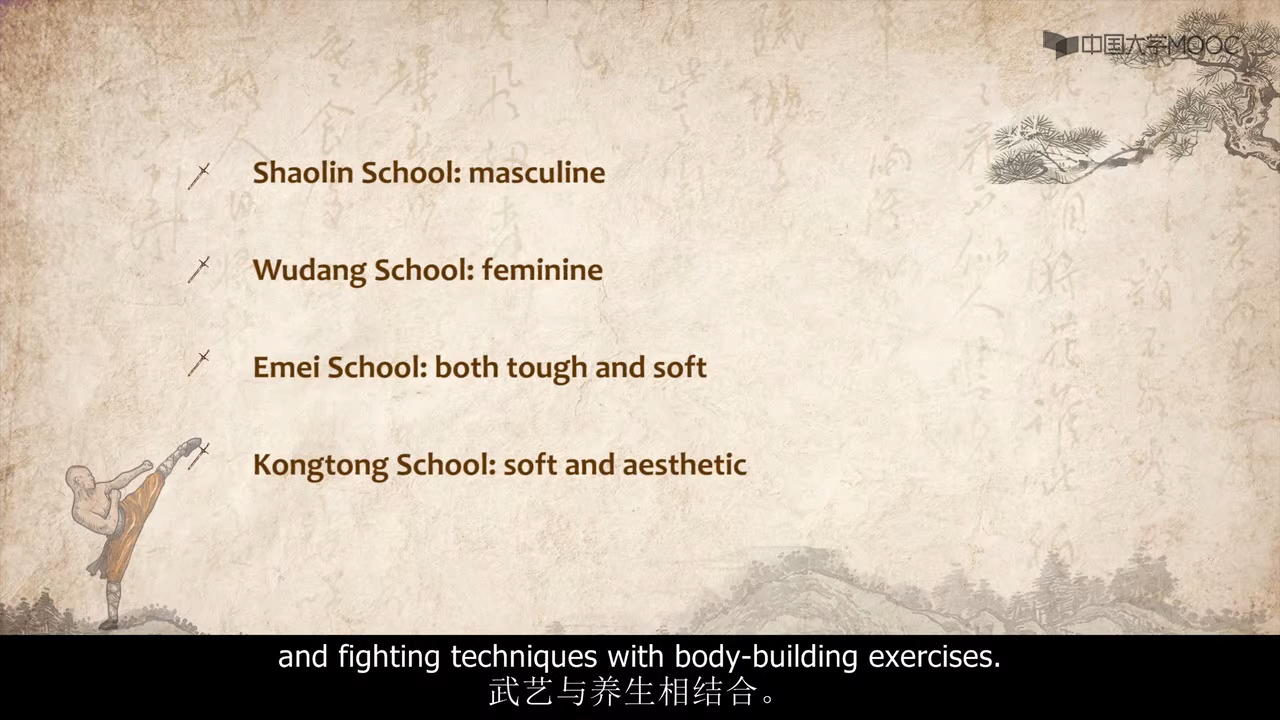 中国大学MOOC
Shaolin School: masculine
Wudang School: feminine
Emei School: both tough and soft
Kongtong School: soft and aesthetic
and fighting techniques with body-building exercises.
武艺与养生相结合。